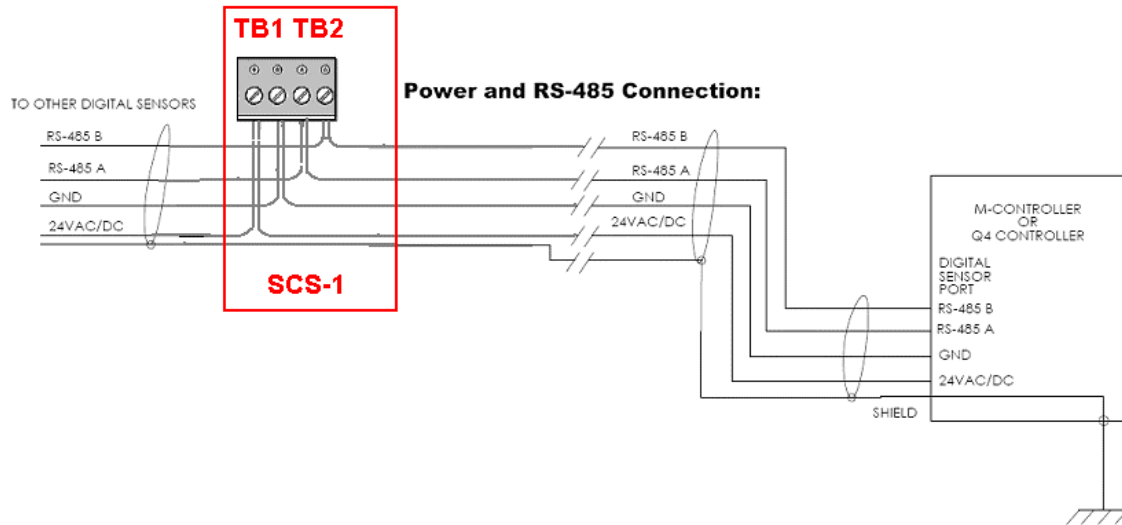 TB1 TB2
Power and RS-485 Connection:
TO OTHER DIGITAL SENSORS
RS-485 B
RS-485 A
GND
24VAC/DC
RS-485 B
RS-485 A
GND
24VAC/DC
SCS-1
M-CONTROLLER
OR
Q4 CONTROLLER
DIGITAL
SENSOR
PORT
RS-485 B
RS-485 A
GND
24VAC/DC
SHIELD